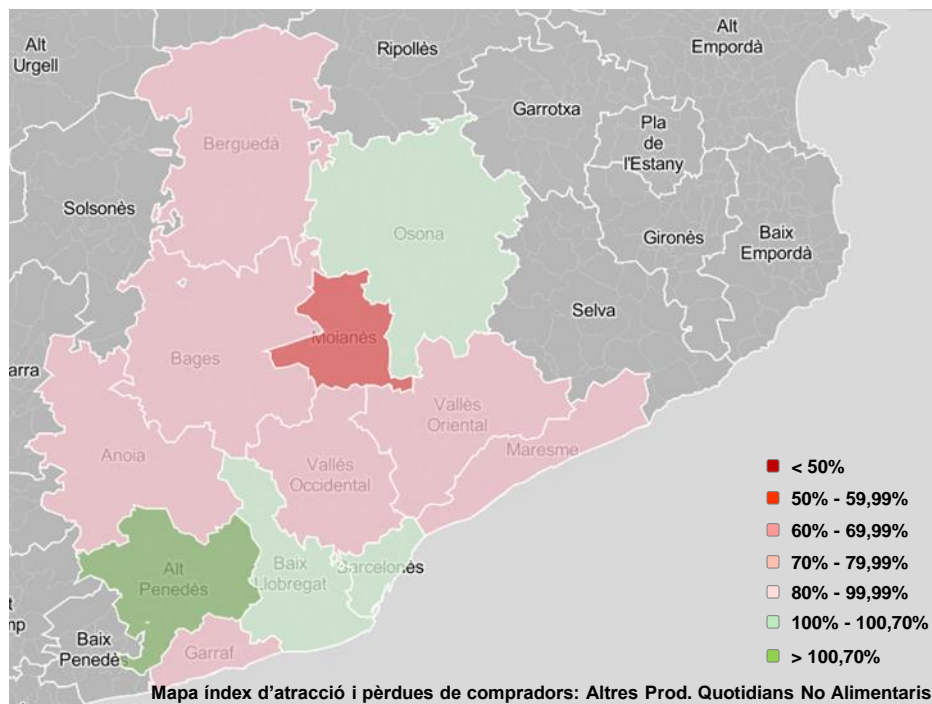 Alt
Urgell
Ripollès
Alt
Empordà
Garrotxa
Pla
de
l'Estany
Berguedà
Solsonès
Osona
Gironès
Baix
Empordà
Selva
Moianès
Bages
arra
Vallès
Oriental
Maresme
Anoia
Vallès
Occidental
Alt
Penedès
Baix
Llobregat
Barcelonès
t
mp
Baix
Penedès
Garraf
< 50%
50% - 59,99%
60% - 69,99%
70% - 79,99%
80% - 99,99%
100% - 100,70%
> 100,70%
Mapa índex d'atracció i pèrdues de compradors: Altres Prod. Quotidians No Alimentaris